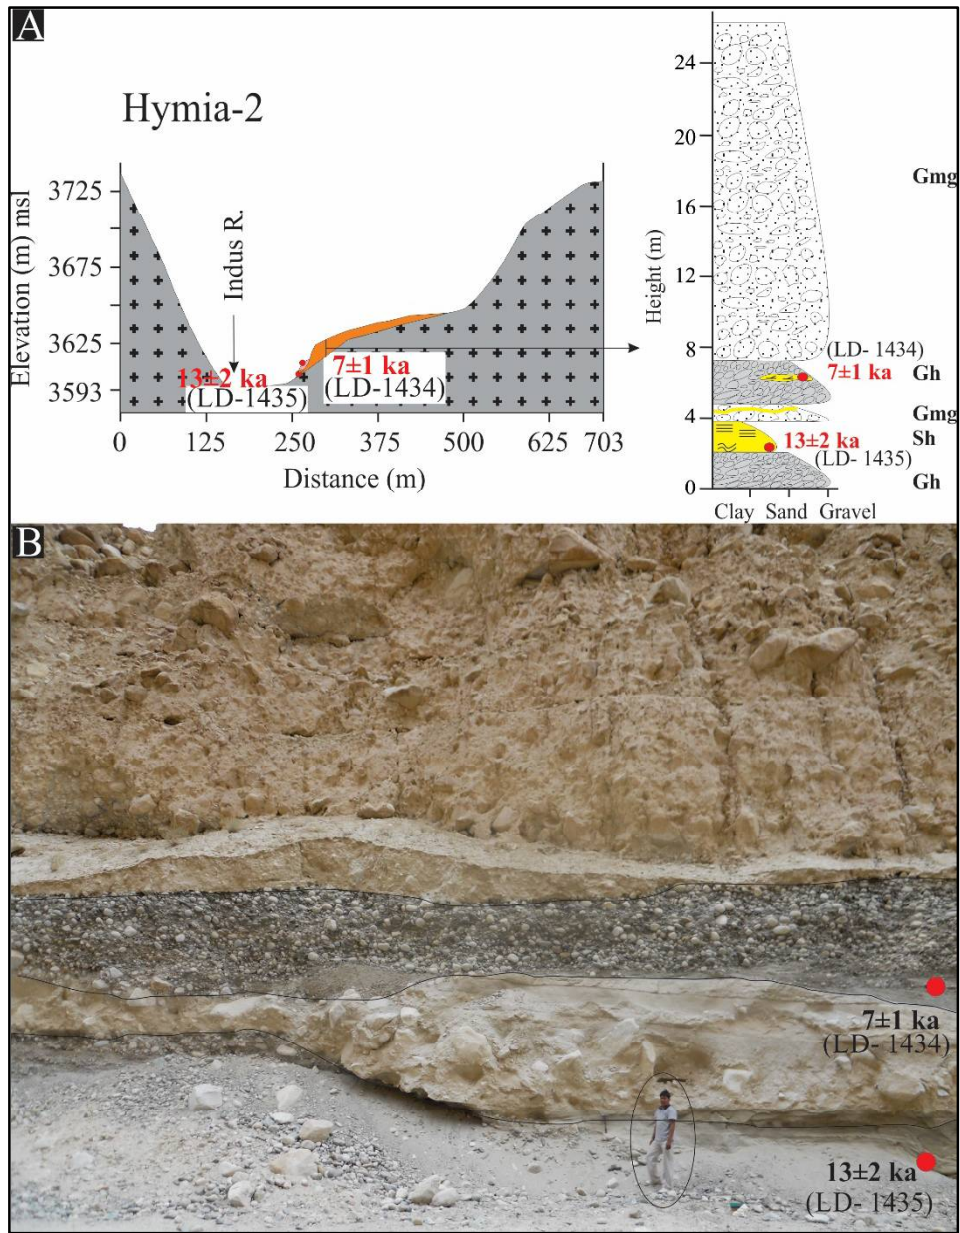 A
Hymia-2
Elevation (m) msl
3725
3675
3625
3593
Indus R.
13±2 ka
(LD-1435)
7±1 ka
(LD-1434)
0 125 250 375 500 625 703
Distance (m)
Height (m)
24
20
16
12
8
4
0
Gmg
(LD- 1434)
7±1 ka
Gh
Gmg
Sh
13±2 ka
(LD- 1435)
Gh
Clay Sand Gravel
B
7±1 ka
(LD- 1434)
13±2 ka
(LD- 1435)